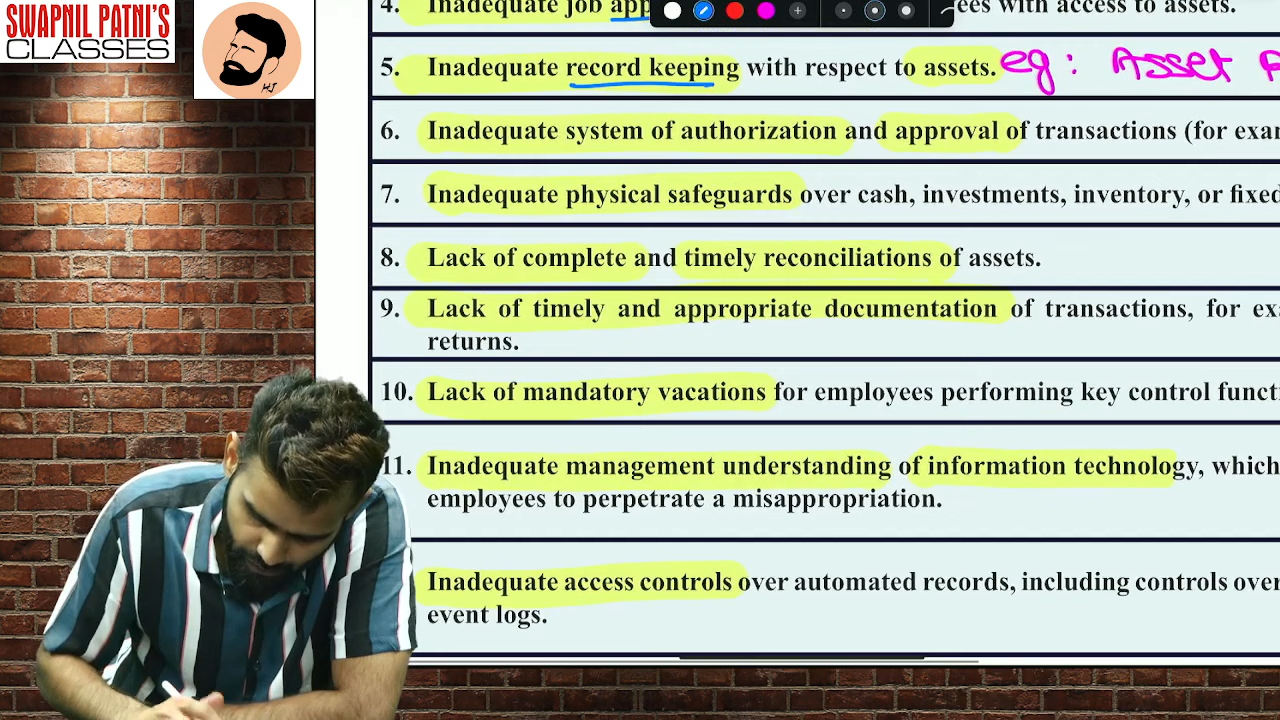 SWAPNIL PATNI'S
CLASSES
KJ
4. Inadequate job app ees with access to assets.
5. Inadequate record keeping with respect to assets. eg: Asset
6. Inadequate system of authorization and approval of transactions (for exa
7. Inadequate physical safeguards over cash, investments, inventory, or fixed
8. Lack of complete and timely reconciliations of assets.
9. Lack of timely and appropriate documentation of transactions, for exa
returns.
10. Lack of mandatory vacations for employees performing key control funct
11. Inadequate management understanding of information technology, which
employees to perpetrate a misappropriation.
Inadequate access controls over automated records, including controls over
event logs.